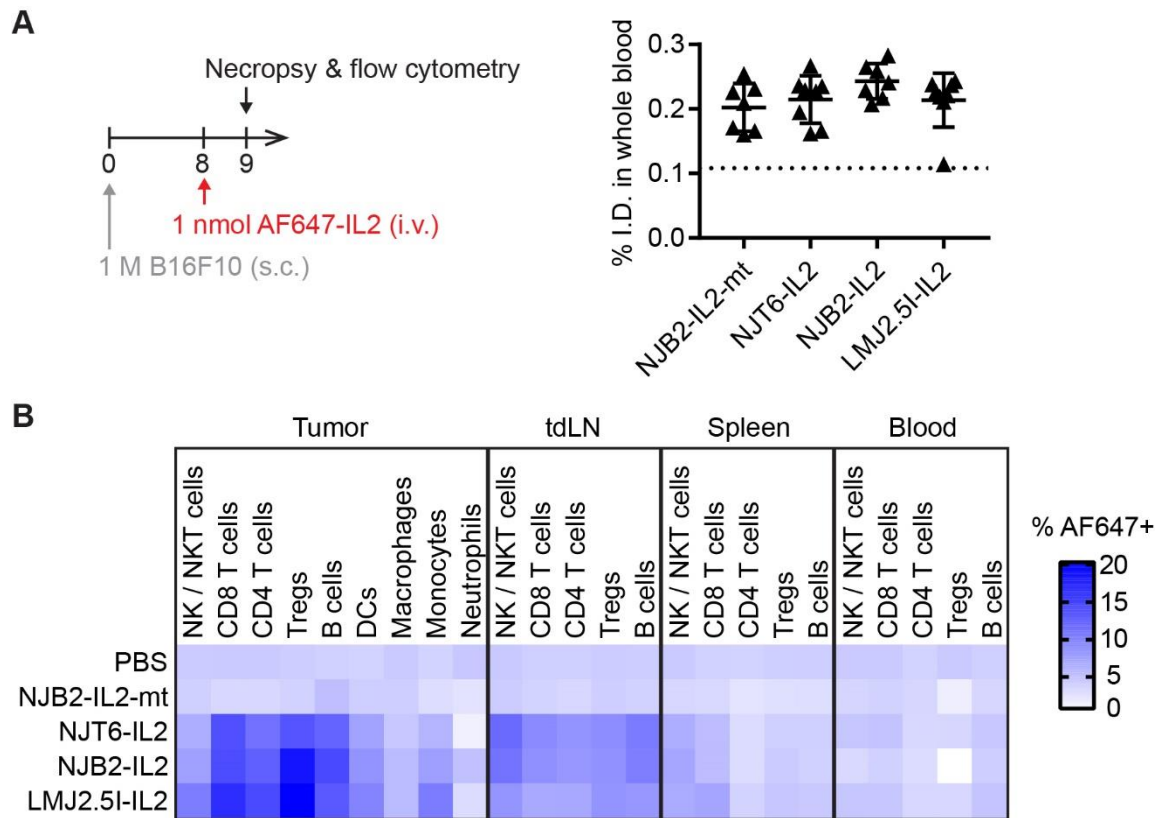 A
Necropsy & flow cytometry
0
8
9
1 nmol AF647-IL2 (i.v.)
1 M B16F10 (s.c.)
% I.D. in whole blood
0.3
0.2
0.1
0.0
NJB2-IL2-mt
NJT6-IL2
NJB2-IL2
LMJ2.5I-IL2
B
Tumor
tdLN
Spleen
Blood
NK / NKT cells
CD8 T cells
CD4 T cells
Tregs
B cells
DCs
Macrophages
Monocytes
Neutrophils
NK / NKT cells
CD8 T cells
CD4 T cells
Tregs
B cells
NK / NKT cells
CD8 T cells
CD4 T cells
Tregs
B cells
NK / NKT cells
CD8 T cells
CD4 T cells
Tregs
B cells
PBS
NJB2-IL2-mt
NJT6-IL2
NJB2-IL2
LMJ2.5I-IL2
% AF647+
20
15
10
5
0